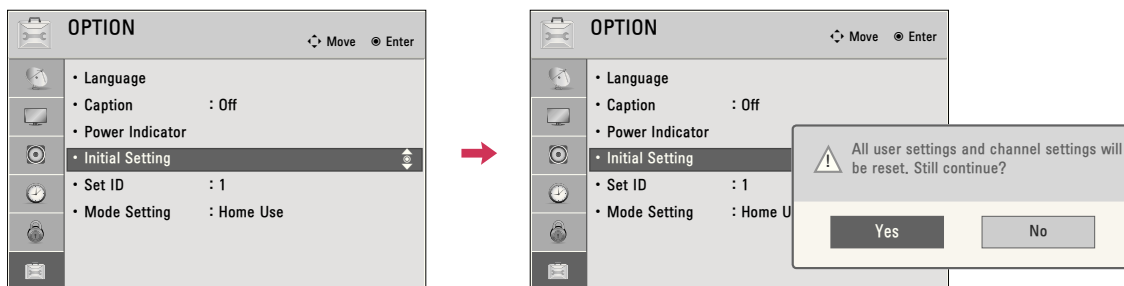 OPTION
Move Enter
• Language
• Caption : Off
• Power Indicator
• Initial Setting
• Set ID : 1
• Mode Setting : Home Use
OPTION
Move Enter
• Language
• Caption : Off
• Power Indicator
• Initial Setting
• Set ID : 1
• Mode Setting : Home U
All user settings and channel settings will
be reset. Still continue?
Yes No